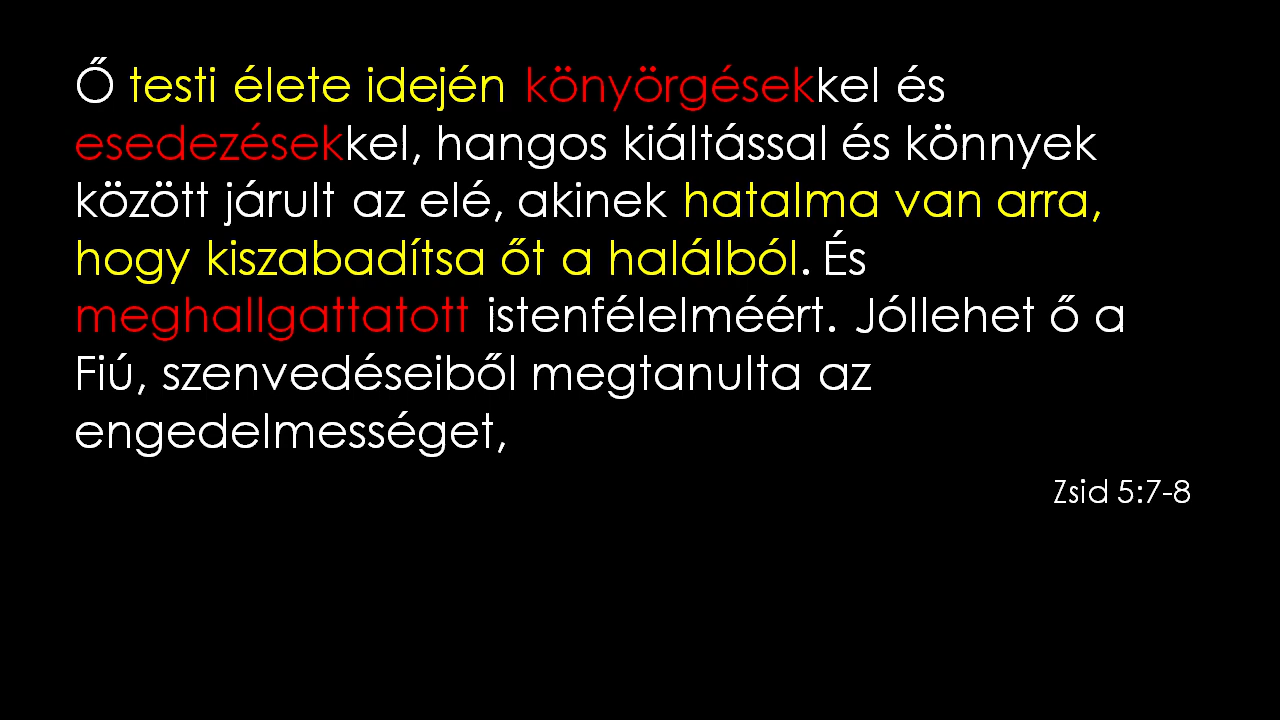 Ő testi élete idején könyörgésekkel és
esedezésekkel, hangos kiáltással és könnyek
között járult az elé, akinek hatalma van arra,
hogy kiszabadítsa őt a halálból. És
meghallgattatott istenfélelméért. Jóllehet ő a
Fiú, szenvedéseiből megtanulta az
engedelmességet,
Zsid 5:7-8